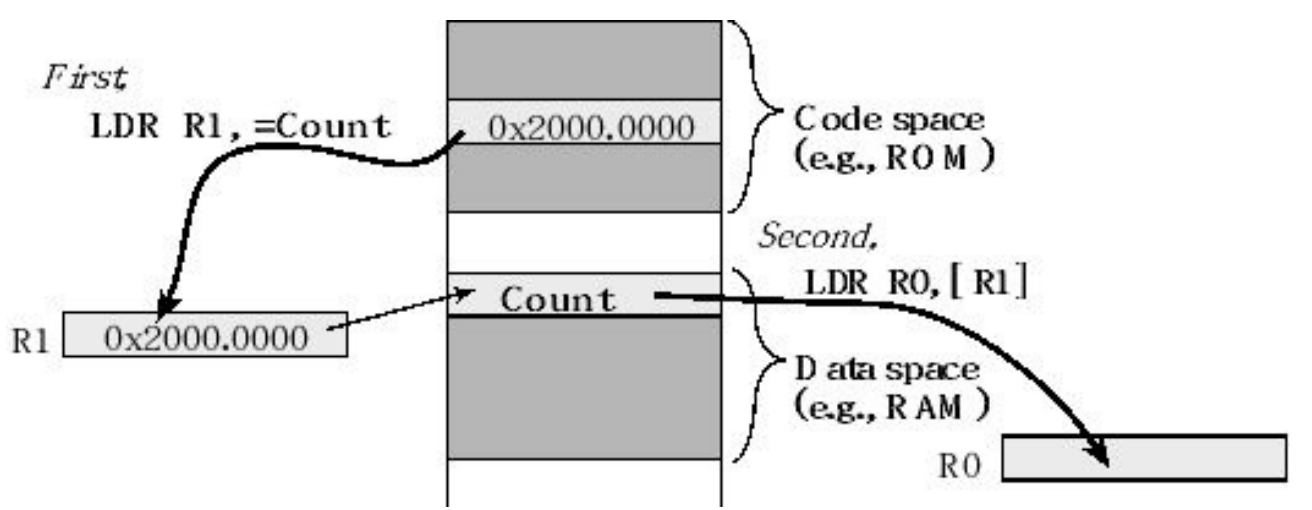 First,
LDR R1, =Count
0x2000.0000
Code space
(e.g., ROM)
Second,
LDR R0, [R1]
Count
R1 0x2000.0000
Data space
(e.g., RAM)
R0